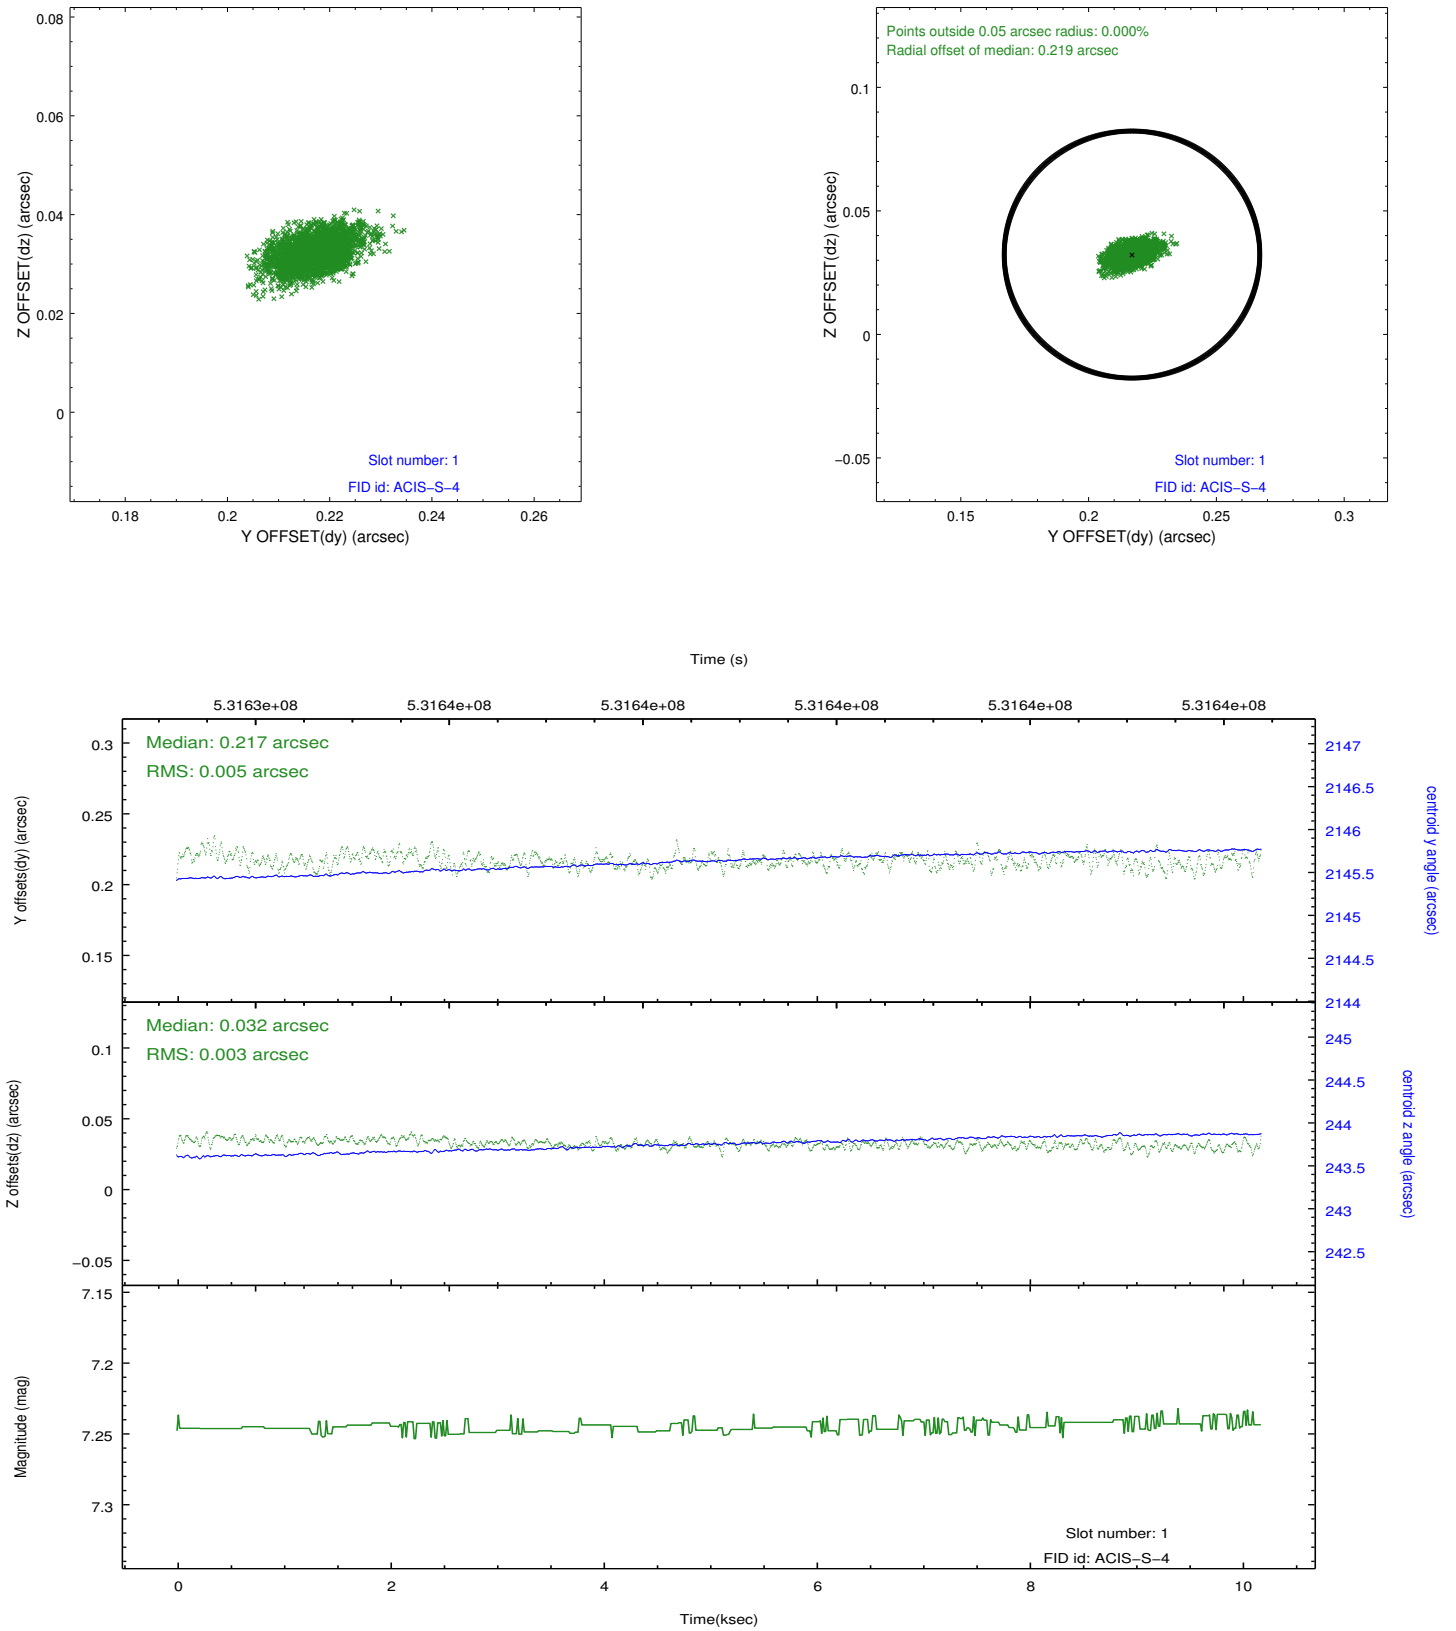 0.08
0.06
0.04
0.02
0
Z OFFSET(dz) (arcsec)
Slot number: 1
FID id: ACIS−S−4
0.18 0.2 0.22 0.24 0.26
Y OFFSET(dy) (arcsec)
Points outside 0.05 arcsec radius: 0.000%
Radial offset of median: 0.219 arcsec
0.1
0.05
0
−0.05
Z OFFSET(dz) (arcsec)
Slot number: 1
FID id: ACIS−S−4
0.15 0.2 0.25 0.3
Y OFFSET(dy) (arcsec)
Time (s)
5.3163e+08 5.3164e+08 5.3164e+08 5.3164e+08 5.3164e+08 5.3164e+08
Median: 0.217 arcsec
RMS: 0.005 arcsec
0.3
0.25
0.2
0.15
Y offsets(dy) (arcsec)
2147
2146.5
2146
2145.5
2145
2144.5
2144
centroid y angle (arcsec)
Median: 0.032 arcsec
RMS: 0.003 arcsec
0.1
0.05
0
−0.05
Z offsets(dz) (arcsec)
245
244.5
244
243.5
243
242.5
centroid z angle (arcsec)
7.15
7.2
7.25
7.3
Magnitude (mag)
Slot number: 1
FID id: ACIS−S−4
0 2 4 6 8 10
Time(ksec)